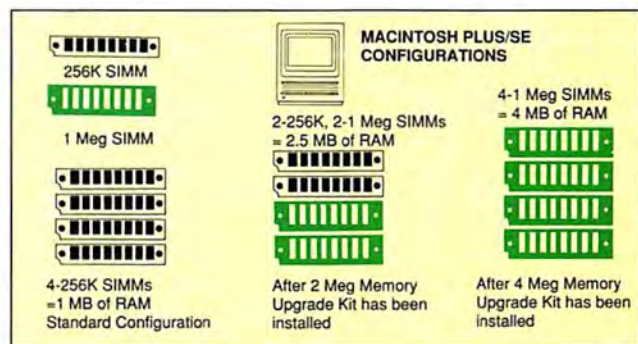 MACINTOSH PLUS/SE
CONFIGURATIONS
256K SIMM
1 Meg SIMM
4-256K SIMMs
=1 MB of RAM
Standard Configuration
2-256K, 2-1 Meg SIMMs
= 2.5 MB of RAM
After 2 Meg Memory
Upgrade Kit has been
installed
4-1 Meg SIMMs
= 4 MB of RAM
After 4 Meg Memory
Upgrade Kit has been
installed